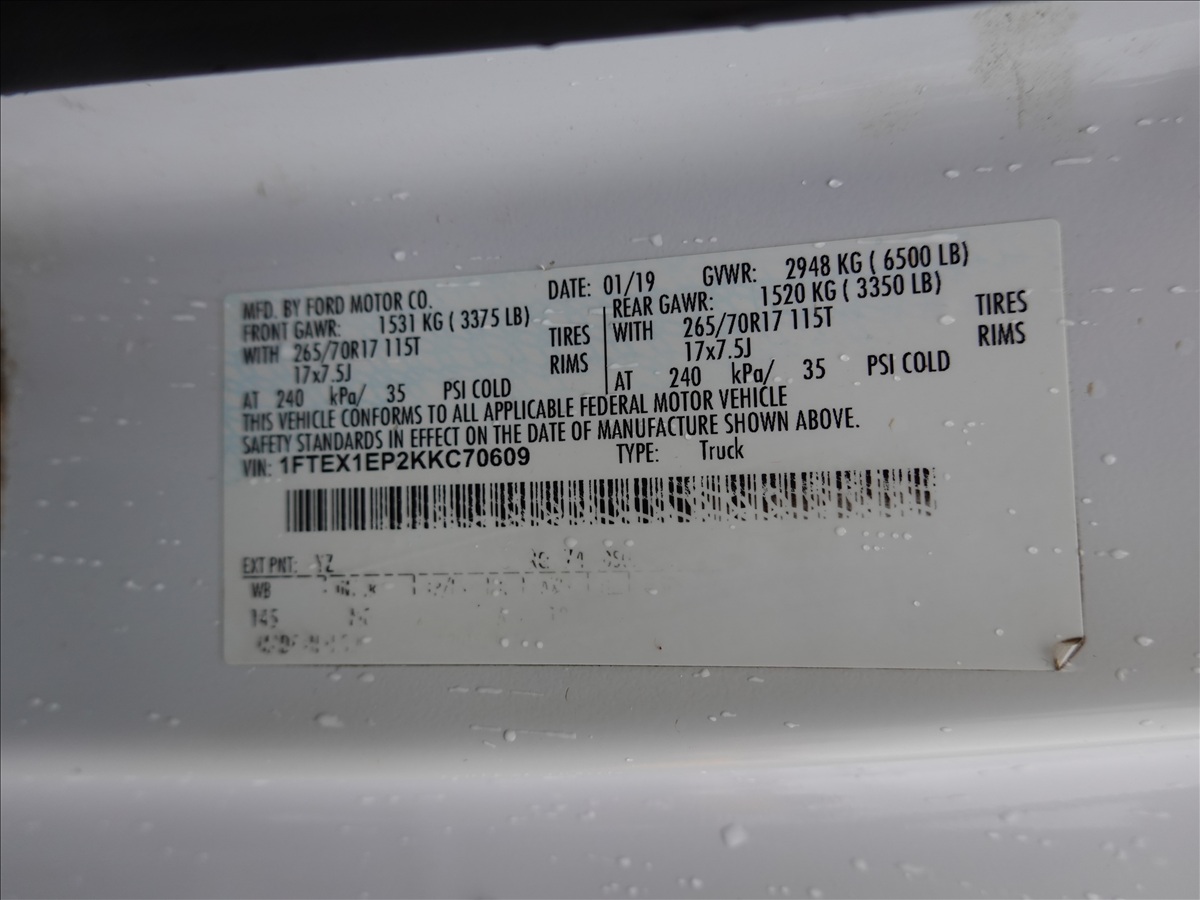 MFD. BY FORD MOTOR CO. DATE: 01/19 GVWR: 2948 KG ( 6500 LB)
FRONT GAWR: 1531 KG ( 3375 LB) REAR GAWR: 1520 KG ( 3350 LB)
WITH 265/70R17 115T TIRES WITH 265/70R17 115T TIRES
17x7.5J RIMS 17x7.5J RIMS
AT 240 kPa/ 35 PSI COLD AT 240 kPa/ 35 PSI COLD
THIS VEHICLE CONFORMS TO ALL APPLICABLE FEDERAL MOTOR VEHICLE
SAFETY STANDARDS IN EFFECT ON THE DATE OF MANUFACTURE SHOWN ABOVE.
VIN: 1FTEX1EP2KKC70609 TYPE: Truck
EXT PNT: YZ
WB
145